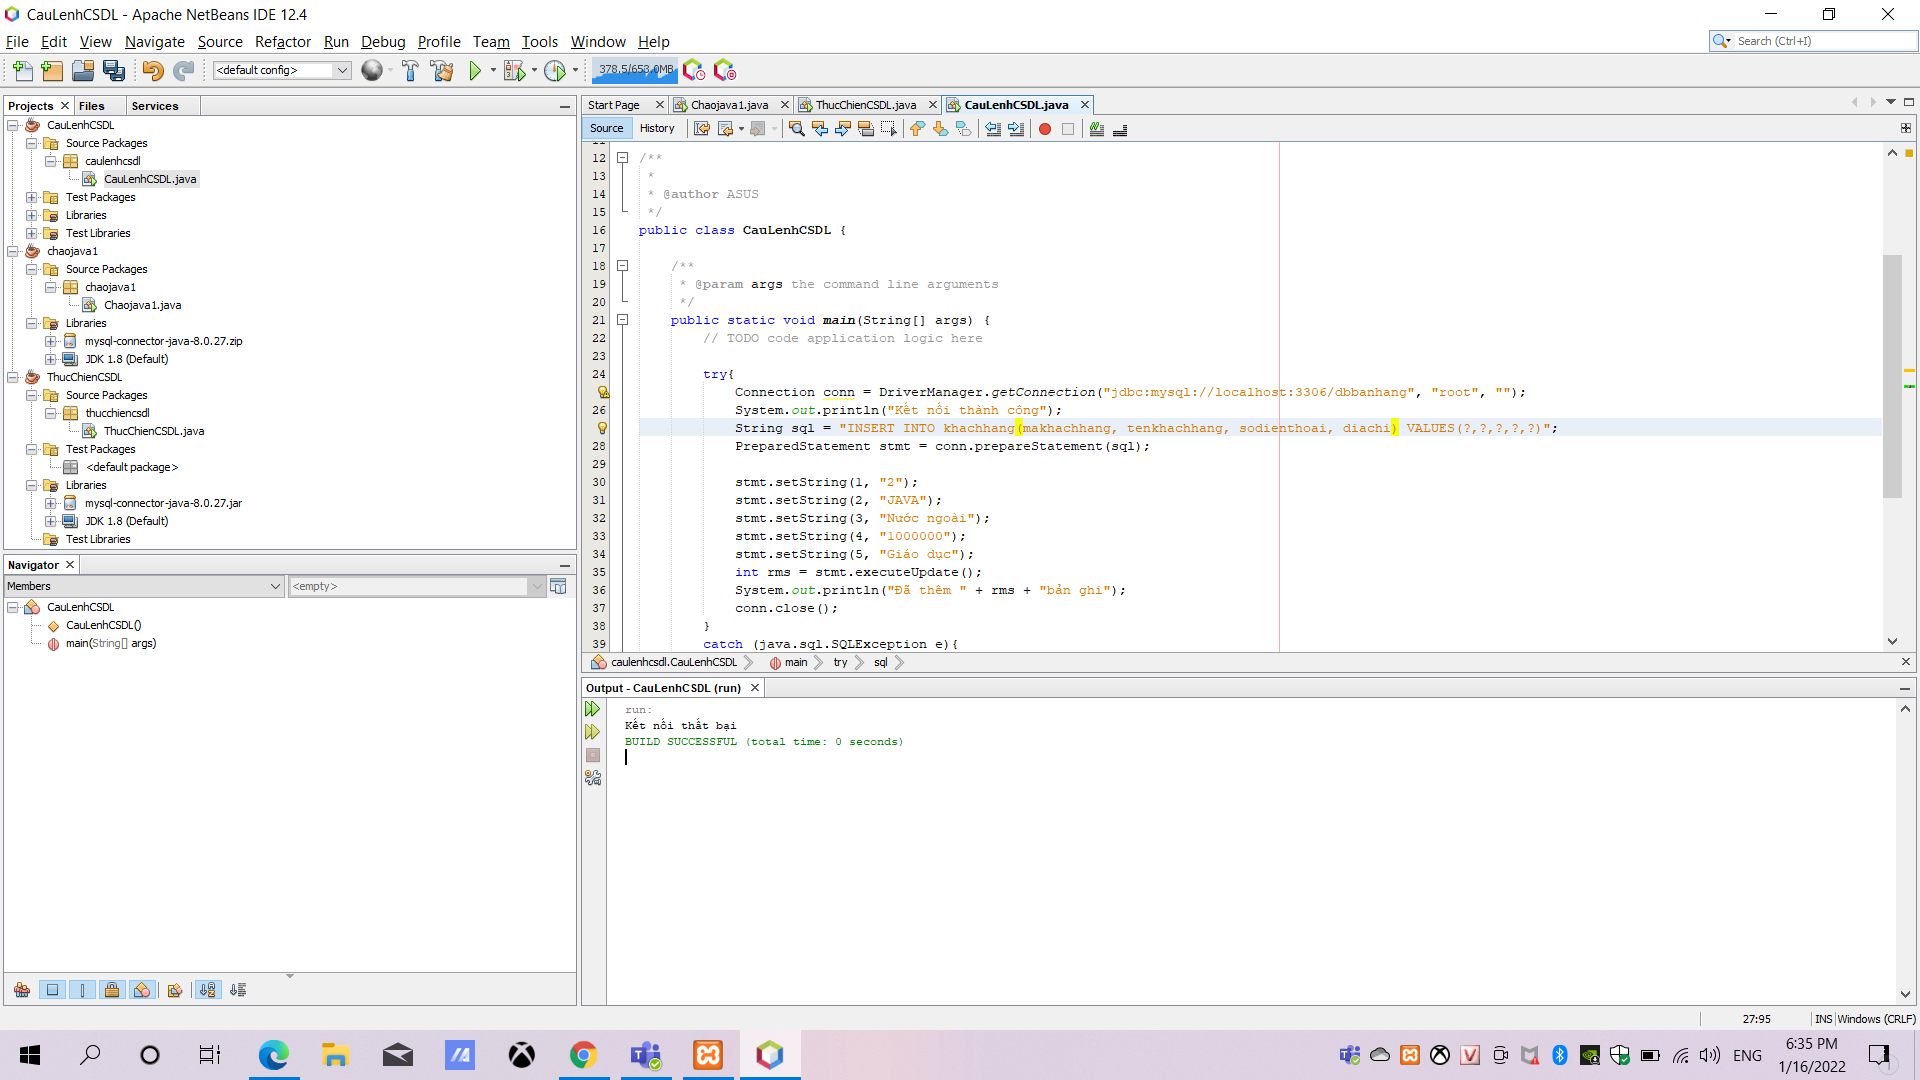 CauLenhCSDL - Apache NetBeans IDE 12.4
File Edit View Navigate Source Refactor Run Debug Profile Team Tools Window Help
Search (Ctrl+I)
<default config>
378.5/653.0MB
Projects Files Services
CauLenhCSDL
Source Packages
caulenhcsdl
CauLenhCSDL.java
Test Packages
Libraries
Test Libraries
chaojava1
Source Packages
chaojava1
Chaojava1.java
Libraries
mysql-connector-java-8.0.27.zip
JDK 1.8 (Default)
ThucChienCSDL
Source Packages
thucchiencsdl
ThucChienCSDL.java
Test Packages
<default package>
Libraries
mysql-connector-java-8.0.27.jar
JDK 1.8 (Default)
Test Libraries
Navigator
Members
<empty>
CauLenhCSDL
CauLenhCSDL()
main(String[] args)
Start Page Chaojava1.java ThucChienCSDL.java CauLenhCSDL.java
Source History
12 /**
13 *
14 * @author ASUS
15 */
16 public class CauLenhCSDL {
17
18 /**
19 * @param args the command line arguments
20 */
21 public static void main(String[] args) {
22 // TODO code application logic here
23
24 try{
Connection conn = DriverManager.getConnection("jdbc:mysql://localhost:3306/dbbanhang", "root", "");
26 System.out.println("Kết nối thành công");
String sql = "INSERT INTO khachhang(makhachhang, tenkhachhang, sodienthoai, diachi) VALUES(?,?,?,?,?)";
28 PreparedStatement stmt = conn.prepareStatement(sql);
29
30 stmt.setString(1, "2");
31 stmt.setString(2, "JAVA");
32 stmt.setString(3, "Nước ngoài");
33 stmt.setString(4, "1000000");
34 stmt.setString(5, "Giáo dục");
35 int rms = stmt.executeUpdate();
36 System.out.println("Đã thêm " + rms + "bản ghi");
37 conn.close();
38 }
39 catch (java.sql.SQLException e){
caulenhcsdl.CauLenhCSDL main try sql
Output - CauLenhCSDL (run)
run:
Kết nối thất bại
BUILD SUCCESSFUL (total time: 0 seconds)
27:95 INS Windows (CRLF)
ENG
6:35 PM
1/16/2022